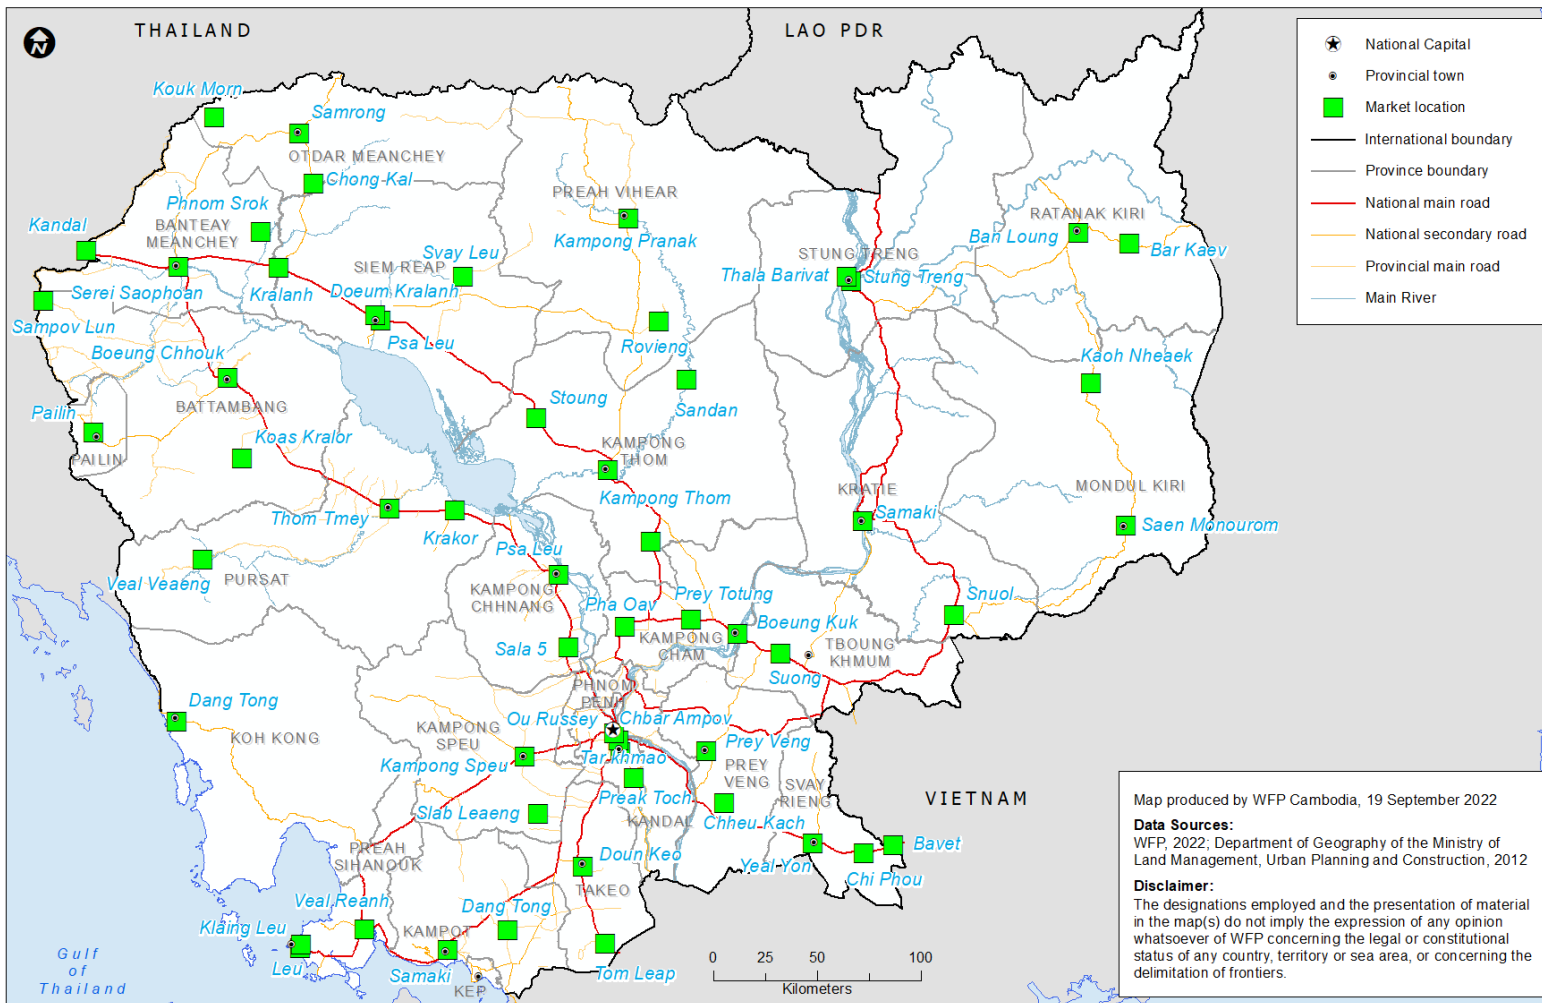 THAILAND
LAO PDR
N
National Capital
Provincial town
Market location
International boundary
Province boundary
National main road
National secondary road
Provincial main road
Main River
Kouk Morn
Samrong
OTDAR MEANCHEY
Chong Kal
PREAH VIHEAR
Kampong Pranak
Phnom Srok
BANTEAY
MEANCHEY
Kandal
RATANAK KIRI
Ban Loung
Bar Kaev
Svay Leu
SIEM REAP
STUNG TRENG
Thala Barivat
Stung Treng
Serei Saophoan
Kralanh
Doeum Kralanh
Sampov Lun
Psa Leu
Rovieng
Boeung Chhouk
Kaoh Nheaek
BATTAMBANG
Stoung
Sandan
Pailin
PAILIN
Koas Kralor
KAMPONG
THOM
Kampong Thom
KRATIE
Samaki
MONDUL KIRI
Saen Monourom
Thom Tmey
Krakor
Psa Leu
Veal Veaeng
PURSAT
KAMPONG
CHHNANG
Pha Oav
Prey Totung
Snuol
Boeung Kuk
KAMPONG
CHAM
TBOUNG
KHMUM
Sala 5
Suong
PHNOM
PENH
Dang Tong
KOH KONG
Ou Russey
Chbar Ampov
KAMPONG
SPEU
Kampong Speu
Tar khmao
Prey Veng
PREY
VENG
SVAY
RIENG
Preak Toch
Slab Leaeng
KANDAL
Chheu Kach
VIETNAM
Bavet
Yeal Yon
Chi Phou
PREAH
SIHANOUK
Doun Keo
TAKEO
Veal Reanh
Dang Tong
Klaing Leu
KAMPOT
Leu
Samaki
KEP
Tom Leap
Gulf
of
Thailand
0 25 50 100
Kilometers
Map produced by WFP Cambodia, 19 September 2022
Data Sources:
WFP, 2022; Department of Geography of the Ministry of
Land Management, Urban Planning and Construction, 2012
Disclaimer:
The designations employed and the presentation of material
in the map(s) do not imply the expression of any opinion
whatsoever of WFP concerning the legal or constitutional
status of any country, territory or sea area, or concerning the
delimitation of frontiers.